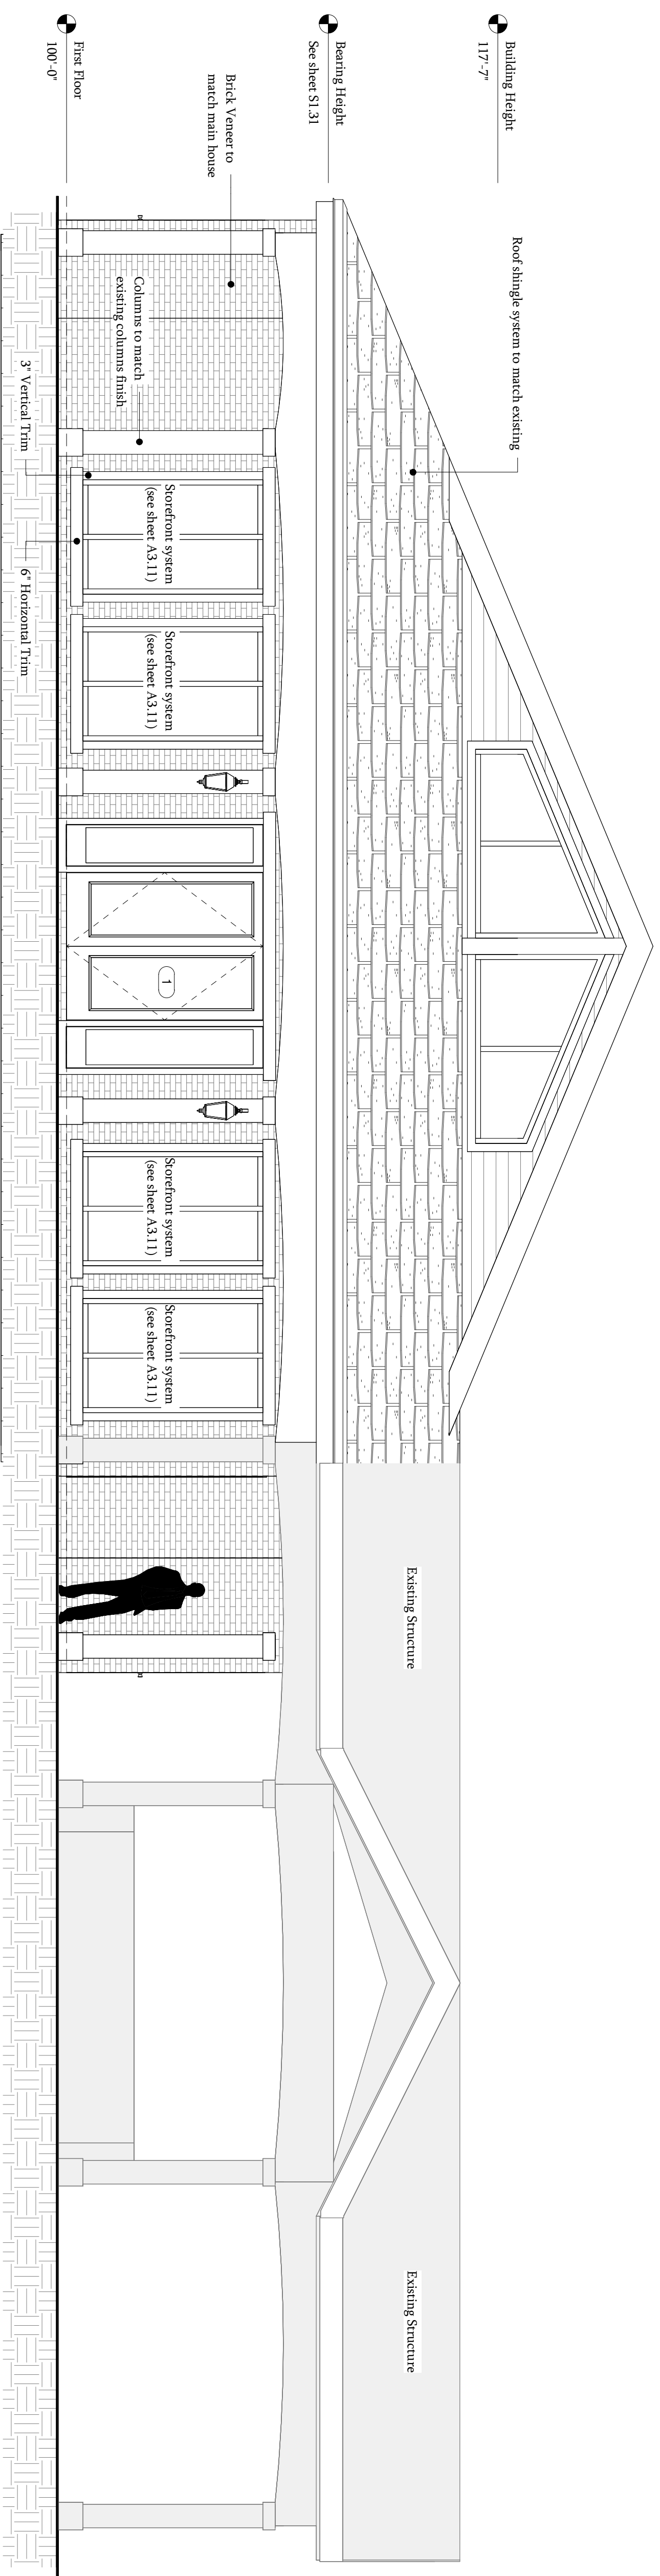 Building Height
117'-7"
Bearing Height
See sheet S1.31
First Floor
100'-0"
Brick Veneer to
match main house
Roof shingle system to match existing
Columns to match
existing columns finish
3" Vertical Trim
6" Horizontal Trim
Storefront system
(see sheet A3.11)
Storefront system
(see sheet A3.11)
1
Storefront system
(see sheet A3.11)
Storefront system
(see sheet A3.11)
Existing Structure
Existing Structure